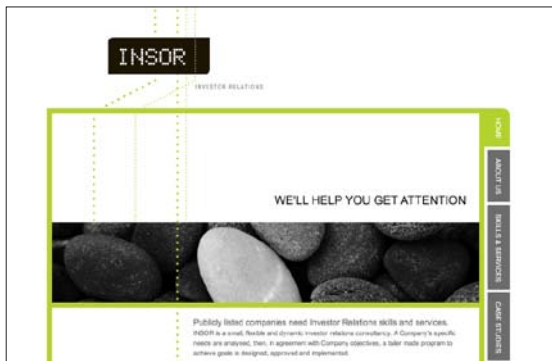 INSOR
INVESTOR RELATIONS
HOME
ABOUT US
SKILLS & SERVICES
CASE STUDIES
WE'LL HELP YOU GET ATTENTION
Publicly listed companies need Investor Relations skills and services.
INSOR is a small, flexible and dynamic investor relations consultancy. A Company's specific
needs are analysed, then, in agreement with Company objectives, a tailor made program to
achieve goals is designed, approved and implemented.